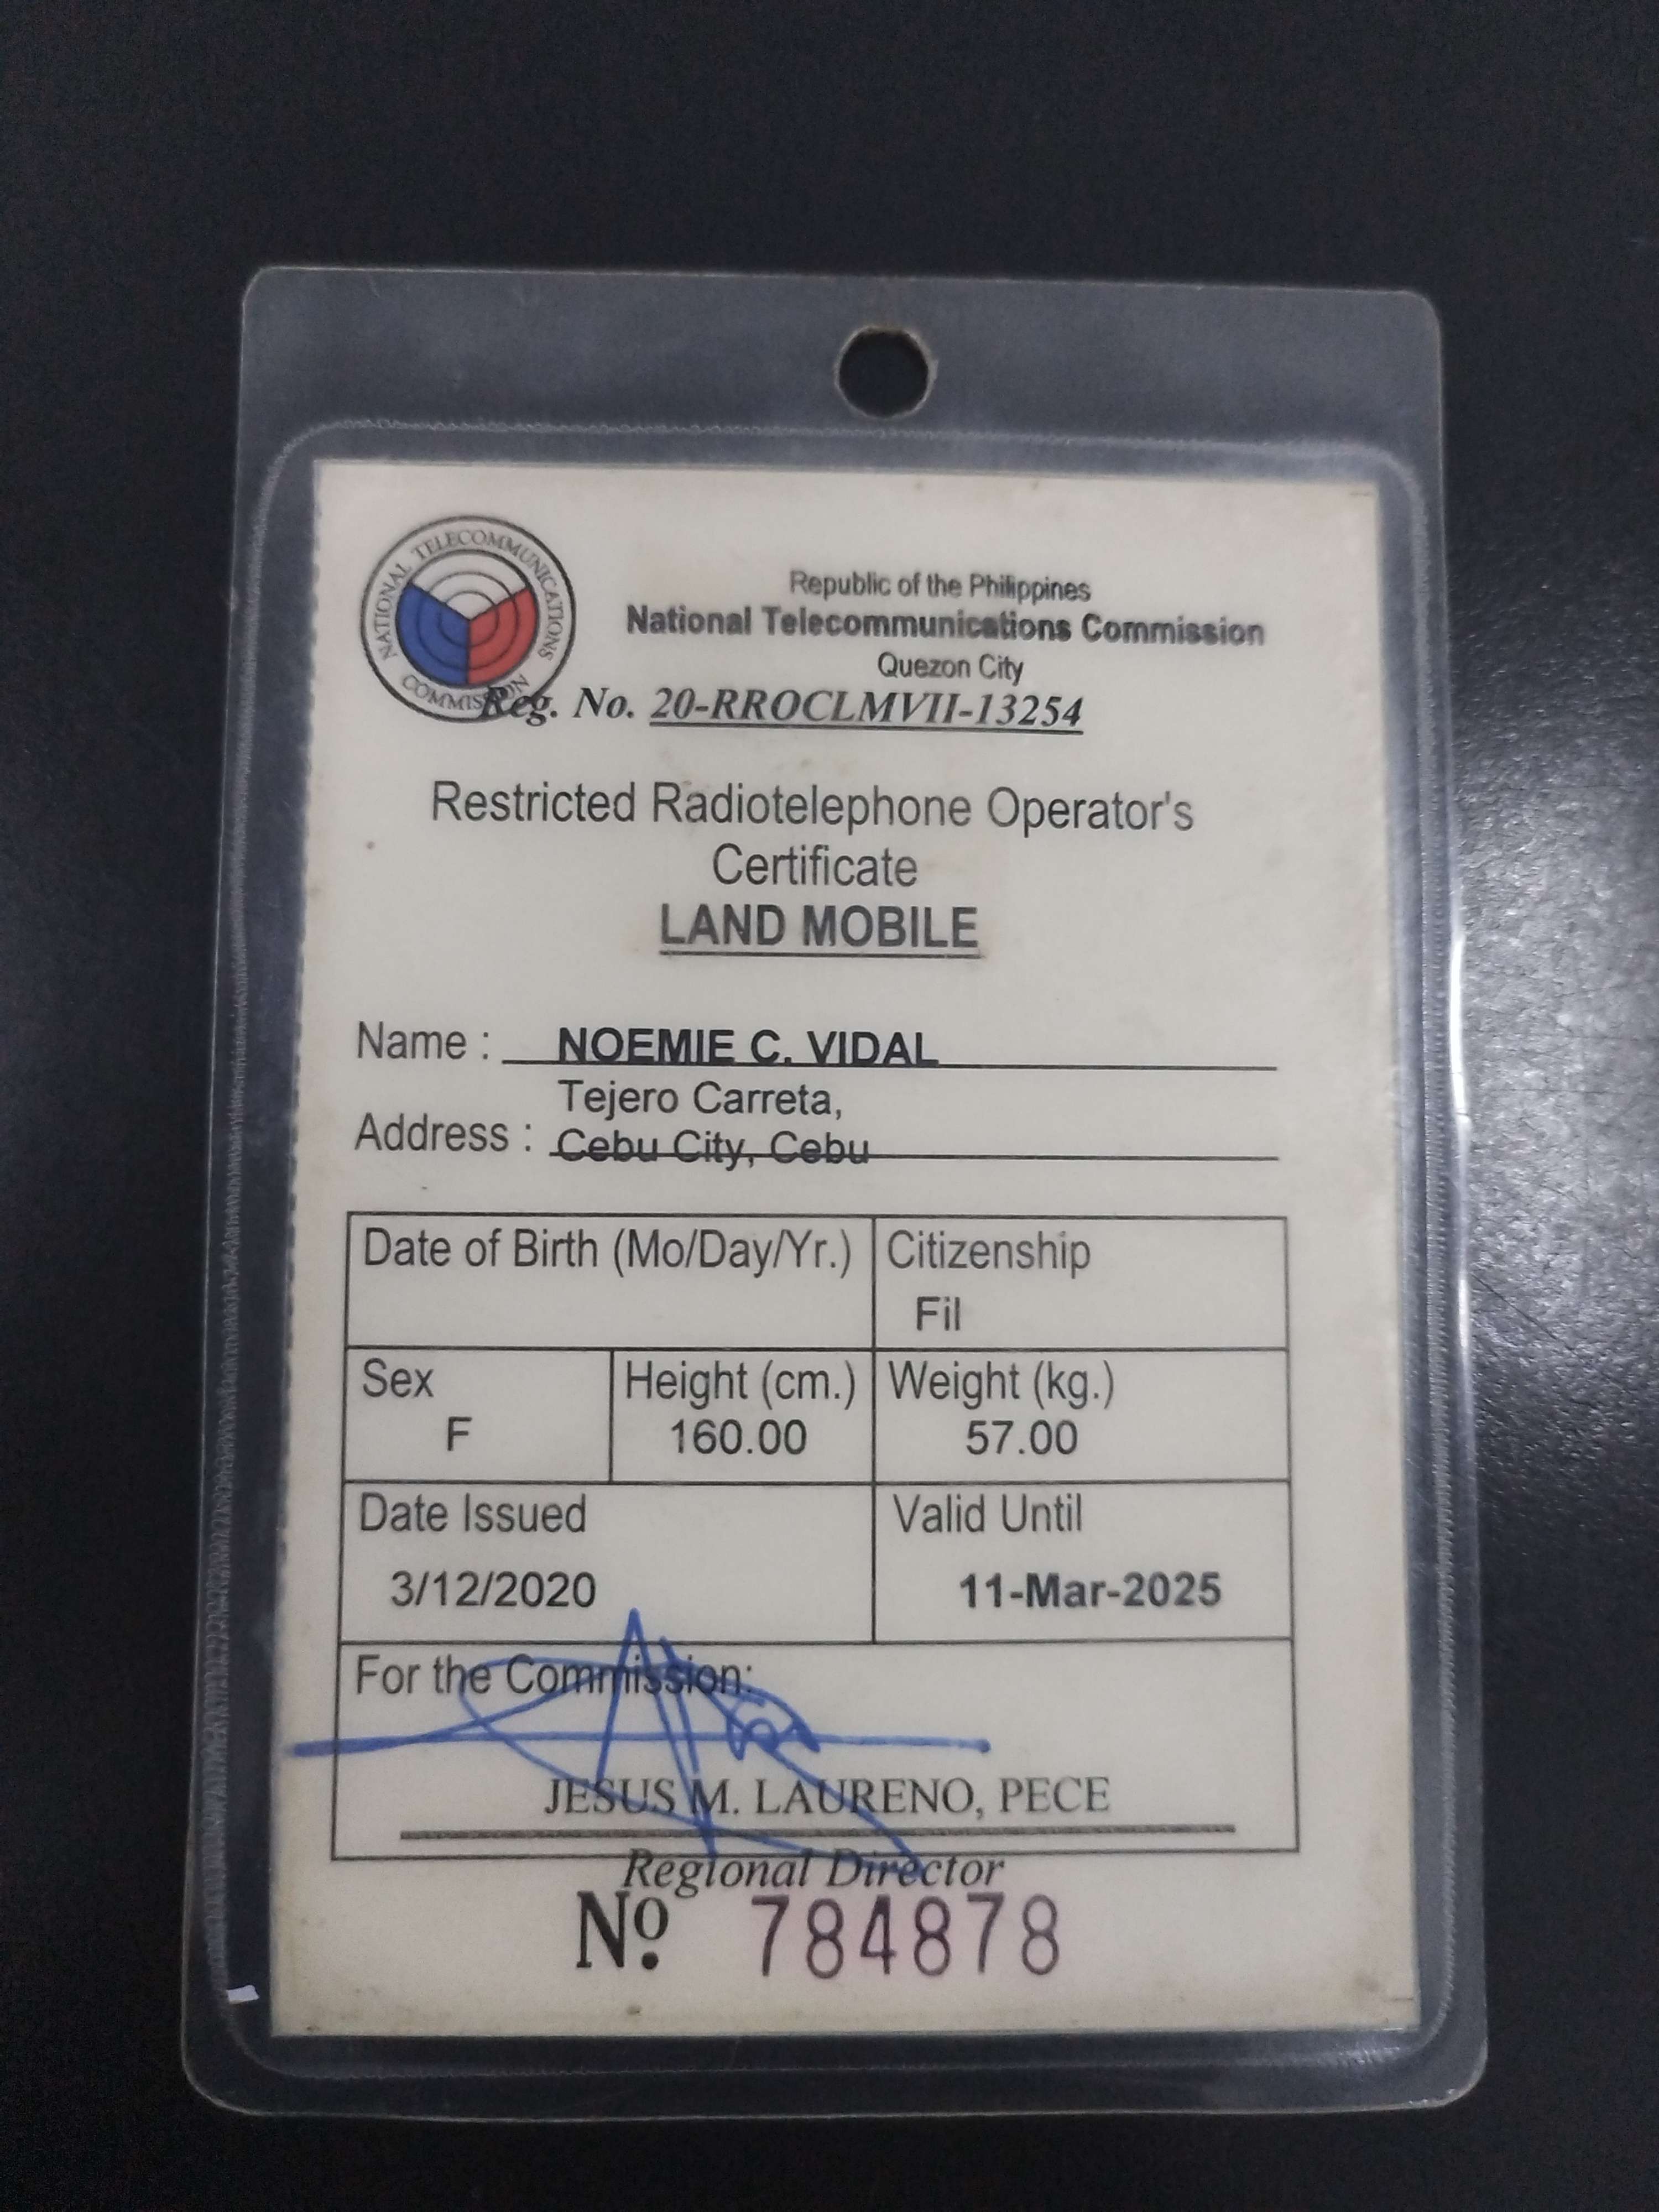 NATIONAL TELECOMMUNICATIONS COMMISSION
Republic of the Philippines
National Telecommunications Commission
Quezon City
Reg. No. 20-RROCLMVII-13254
Restricted Radiotelephone Operator's
Certificate
LAND MOBILE
Name : NOEMIE C. VIDAL
Tejero Carreta,
Address : Cebu City, Cebu
Date of Birth (Mo/Day/Yr.) Citizenship
Fil
Sex Height (cm.) Weight (kg.)
F 160.00 57.00
Date Issued Valid Until
3/12/2020 11-Mar-2025
For the Commission:
JESUS M. LAURENO, PECE
Regional Director
Nº. 784878